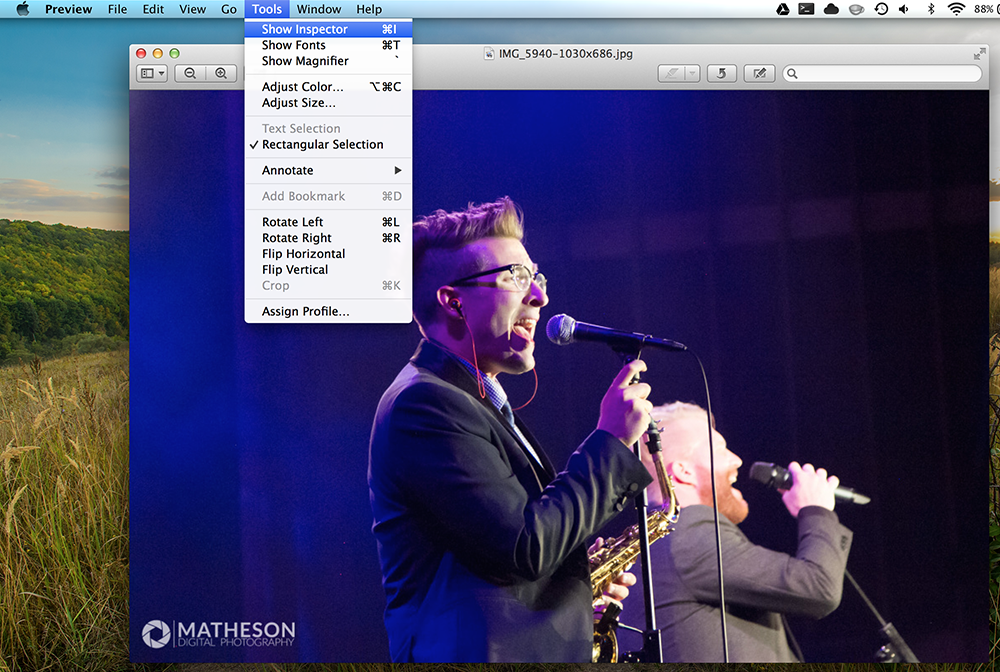 Preview File Edit View Go Tools Window Help 88%
IMG_5940-1030x686.jpg
Show Inspector ⌘I
Show Fonts ⌘T
Show Magnifier `
Adjust Color... ⌥⌘C
Adjust Size...
Text Selection
✓ Rectangular Selection
Annotate ▶
Add Bookmark ⌘D
Rotate Left ⌘L
Rotate Right ⌘R
Flip Horizontal
Flip Vertical
Crop ⌘K
Assign Profile...
MATHESON
DIGITAL PHOTOGRAPHY